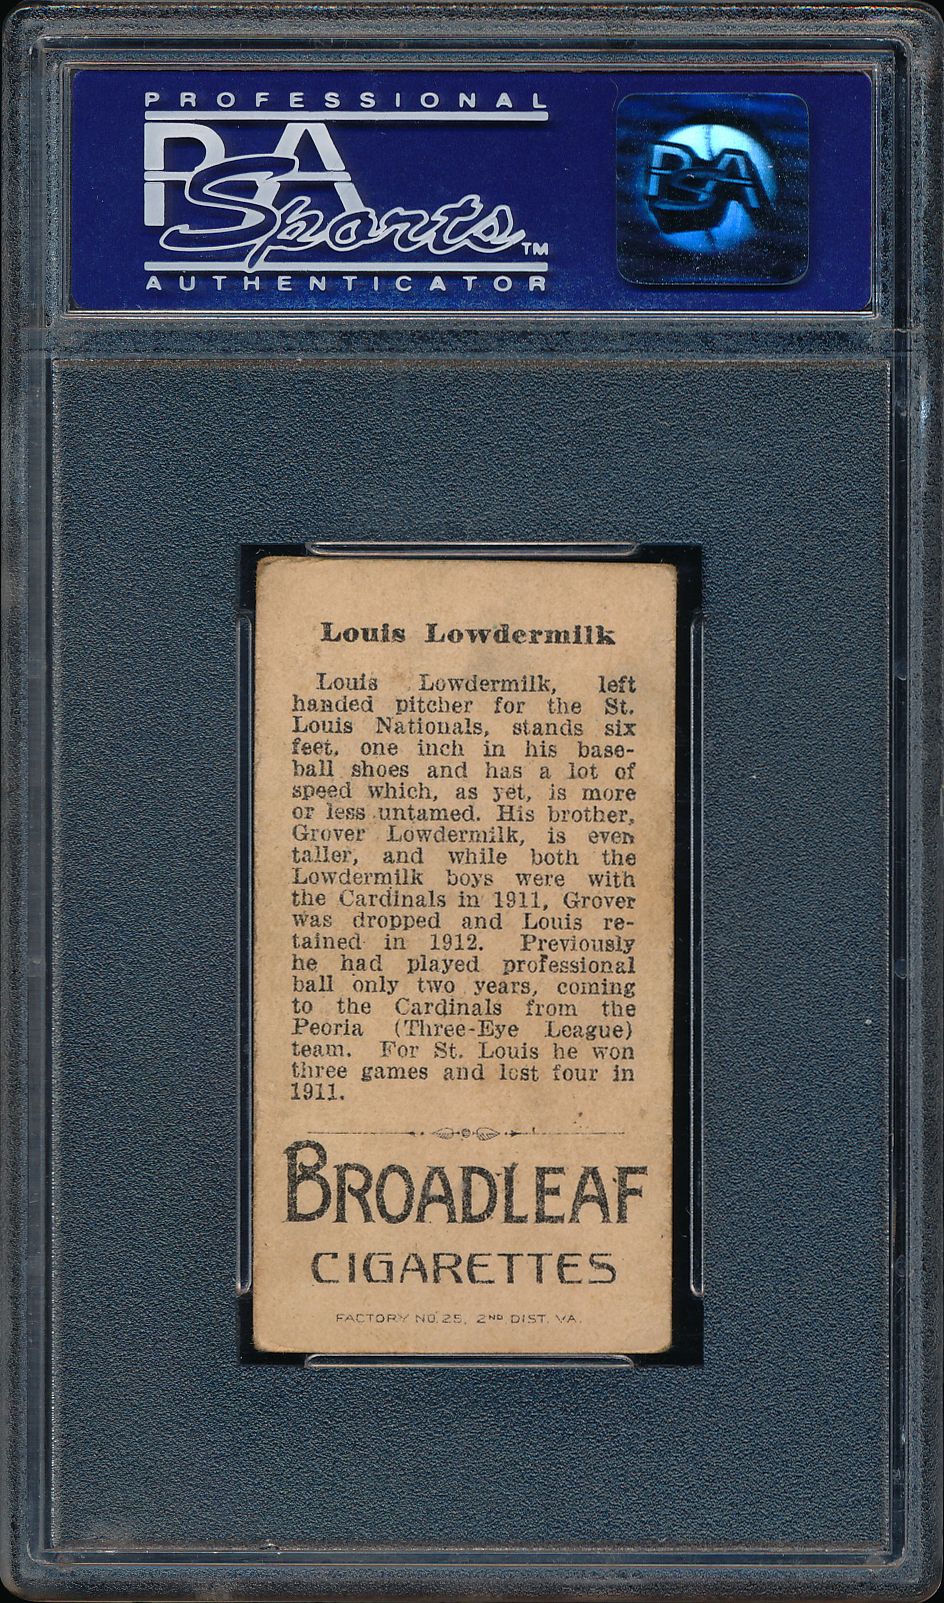 PROFESSIONAL
PSA
Sports™
AUTHENTICATOR
PSA
Louis Lowdermilk
Louis Lowdermilk, left
handed pitcher for the St.
Louis Nationals, stands six
feet, one inch in his base-
ball shoes and has a lot of
speed which, as yet, is more
or less untamed. His brother,
Grover Lowdermilk, is even
taller, and while both the
Lowdermilk boys were with
the Cardinals in 1911, Grover
was dropped and Louis re-
tained in 1912. Previously
he had played professional
ball only two years, coming
to the Cardinals from the
Peoria (Three-Eye League)
team. For St. Louis he won
three games and lost four in
1911.
BROADLEAF
CIGARETTES
FACTORY NO. 25, 2ND DIST. VA.